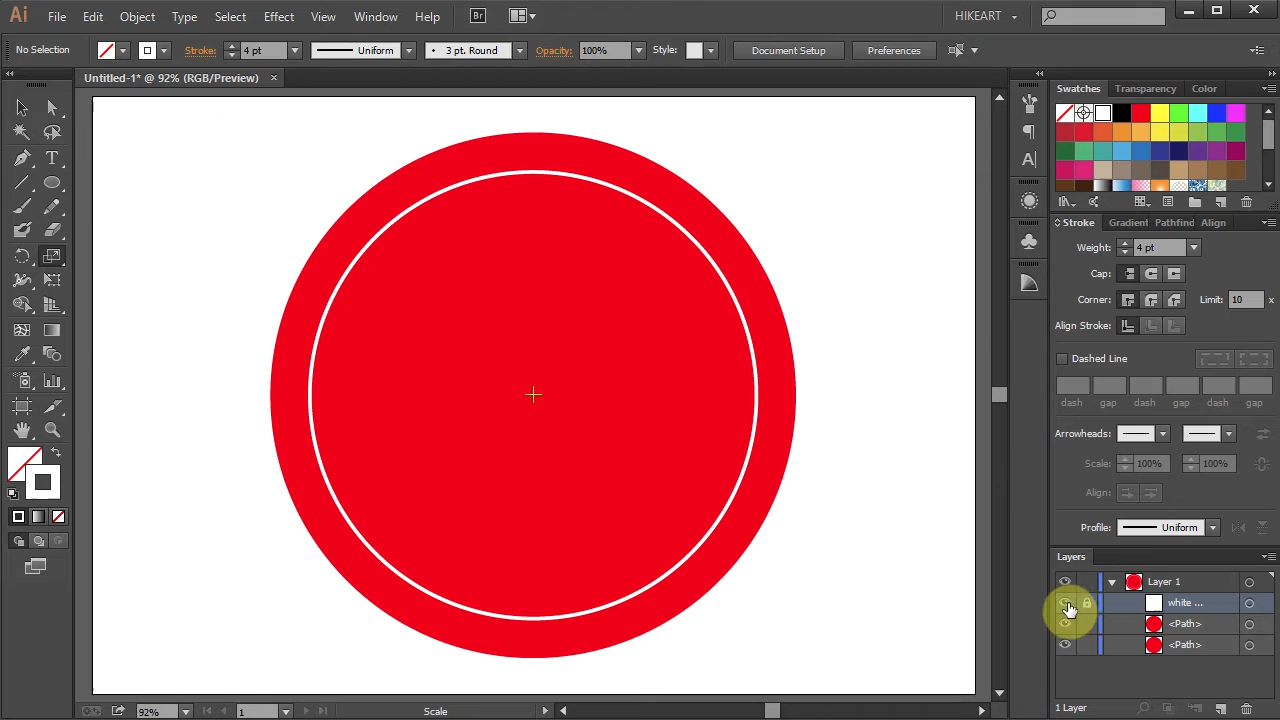 Ai File Edit Object Type Select Effect View Window Help Br HIKEART
No Selection Stroke: 4 pt Uniform 3 pt. Round Opacity: 100% Style: Document Setup Preferences
Untitled-1* @ 92% (RGB/Preview) ×
Swatches Transparency Color
Stroke Gradient Pathfind Align
Weight: 4 pt
Cap:
Corner: Limit: 10 x
Align Stroke:
Dashed Line
dash gap dash gap dash gap
Arrowheads:
Scale: 100% 100%
Align:
Profile: Uniform
Layers
Layer 1
white ...
<Path>
<Path>
1 Layer
92% 1 Scale